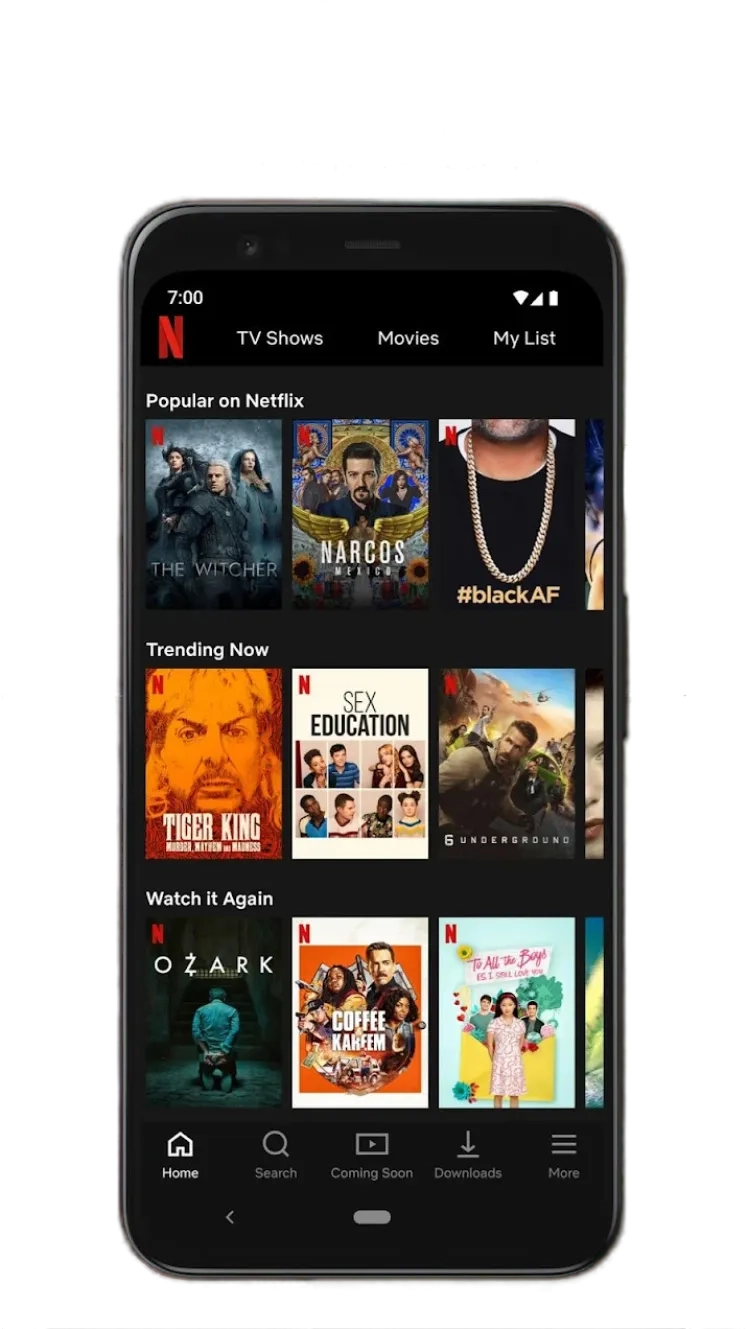 7:00
N
TV Shows
Movies
My List
Popular on Netflix
N
THE WITCHER
N
NARCOS
MEXICO
N
#blackAF
Trending Now
N
TIGER KING
MURDER, MAYHEM AND MADNESS
N
SEX
EDUCATION
N
6 UNDERGROUND
Watch it Again
N
OZARK
N
COFFEE
& KAREEM
N
To All the Boys
P.S. I STILL LOVE YOU
Home
Search
Coming Soon
Downloads
More